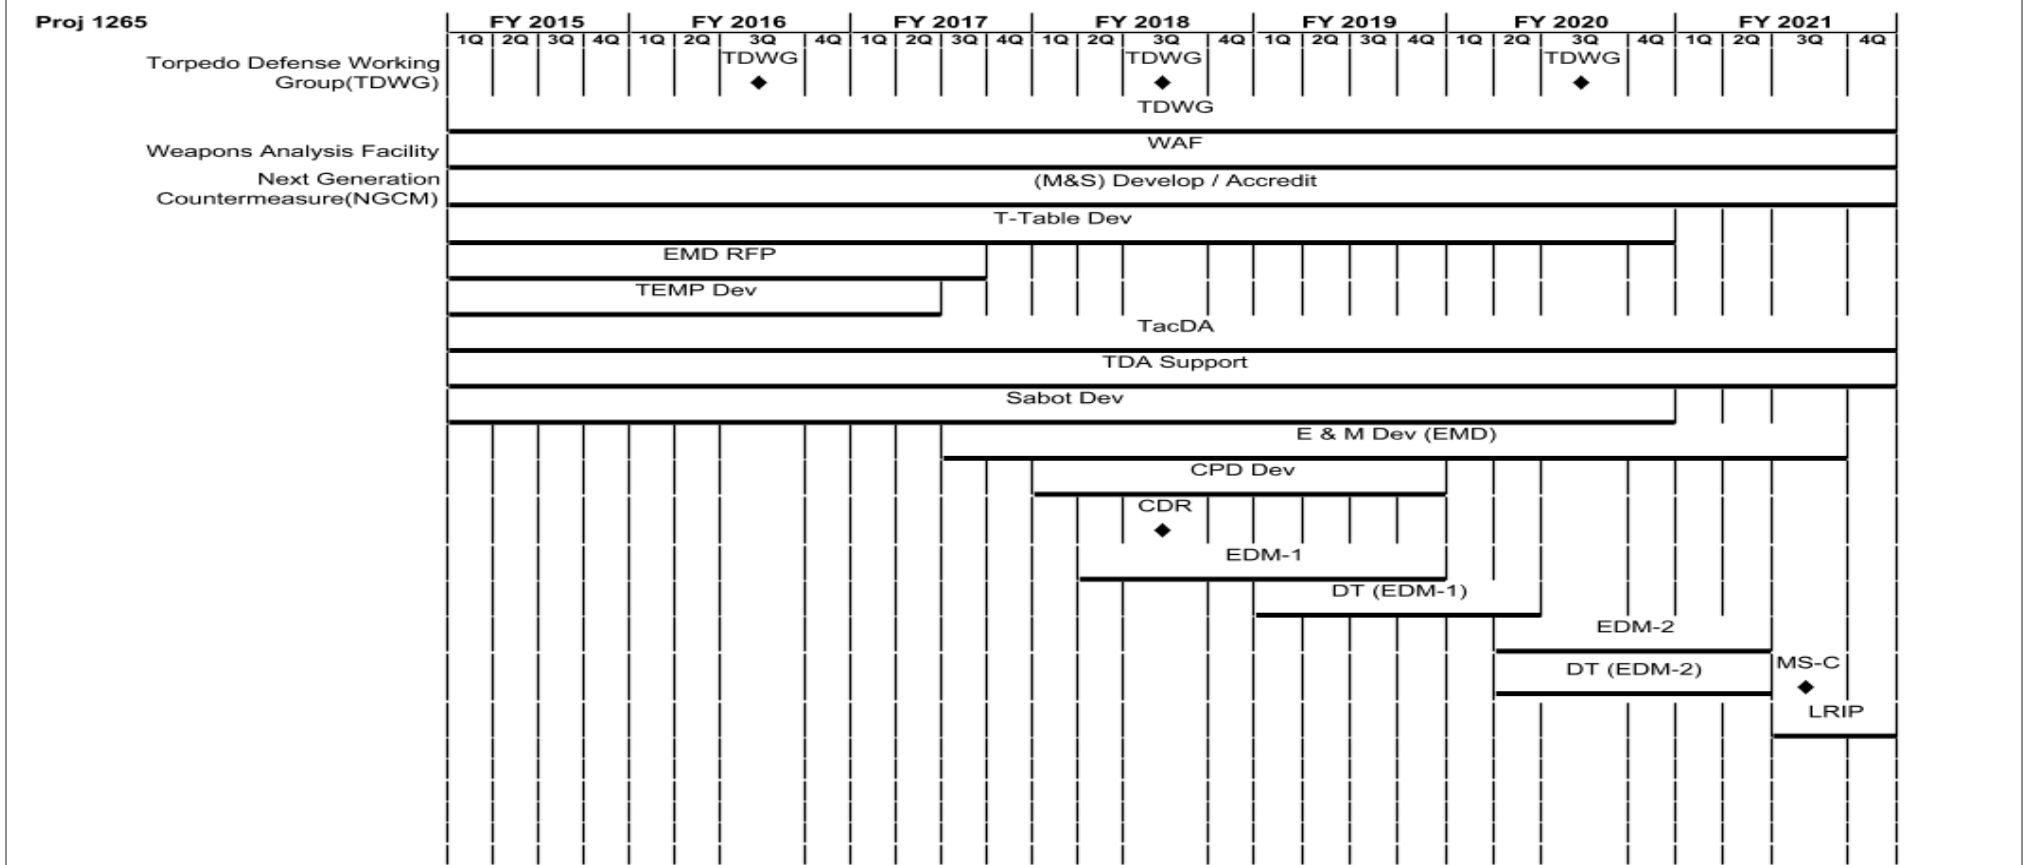 Proj 1265 FY 2015 FY 2016 FY 2017 FY 2018 FY 2019 FY 2020 FY 2021
1Q 2Q 3Q 4Q 1Q 2Q 3Q 4Q 1Q 2Q 3Q 4Q 1Q 2Q 3Q 4Q 1Q 2Q 3Q 4Q 1Q 2Q 3Q 4Q 1Q 2Q 3Q 4Q
Torpedo Defense Working
Group(TDWG)
TDWG TDWG TDWG
TDWG
Weapons Analysis Facility
WAF
Next Generation
Countermeasure(NGCM)
(M&S) Develop / Accredit
T-Table Dev
EMD RFP
TEMP Dev
TacDA
TDA Support
Sabot Dev
E & M Dev (EMD)
CPD Dev
CDR
EDM-1
DT (EDM-1)
EDM-2
DT (EDM-2)
MS-C
LRIP